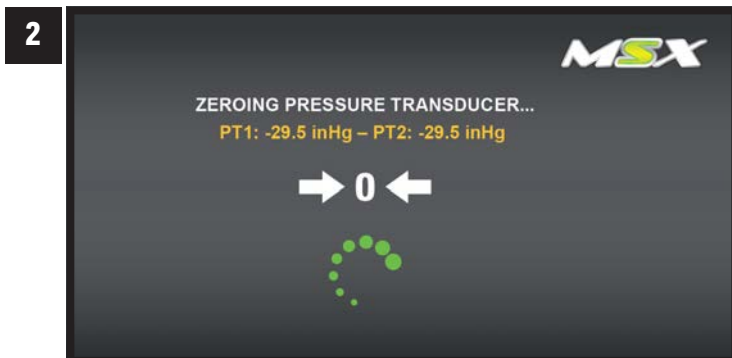 2
MSX
ZEROING PRESSURE TRANSDUCER...
PT1: -29.5 inHg – PT2: -29.5 inHg
0